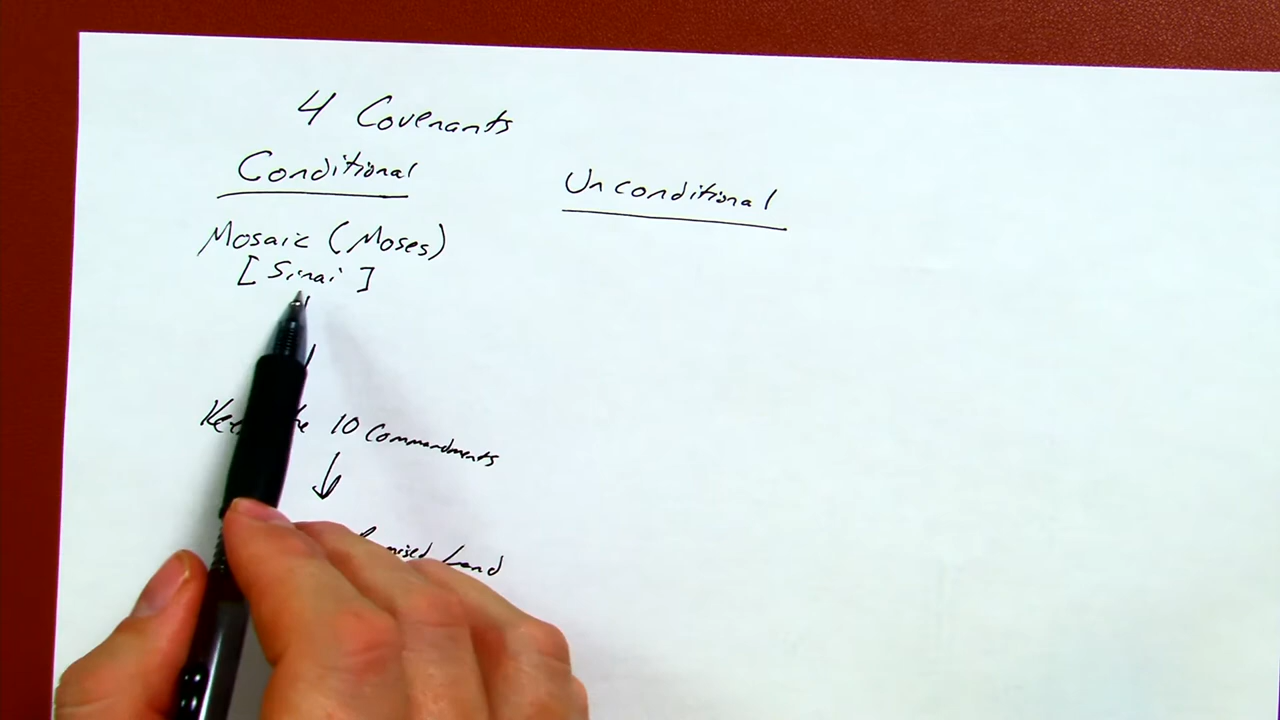 4 Covenants
Conditional
Unconditional
Mosaic (Moses)
[Sinai]
10 Commandments
Land